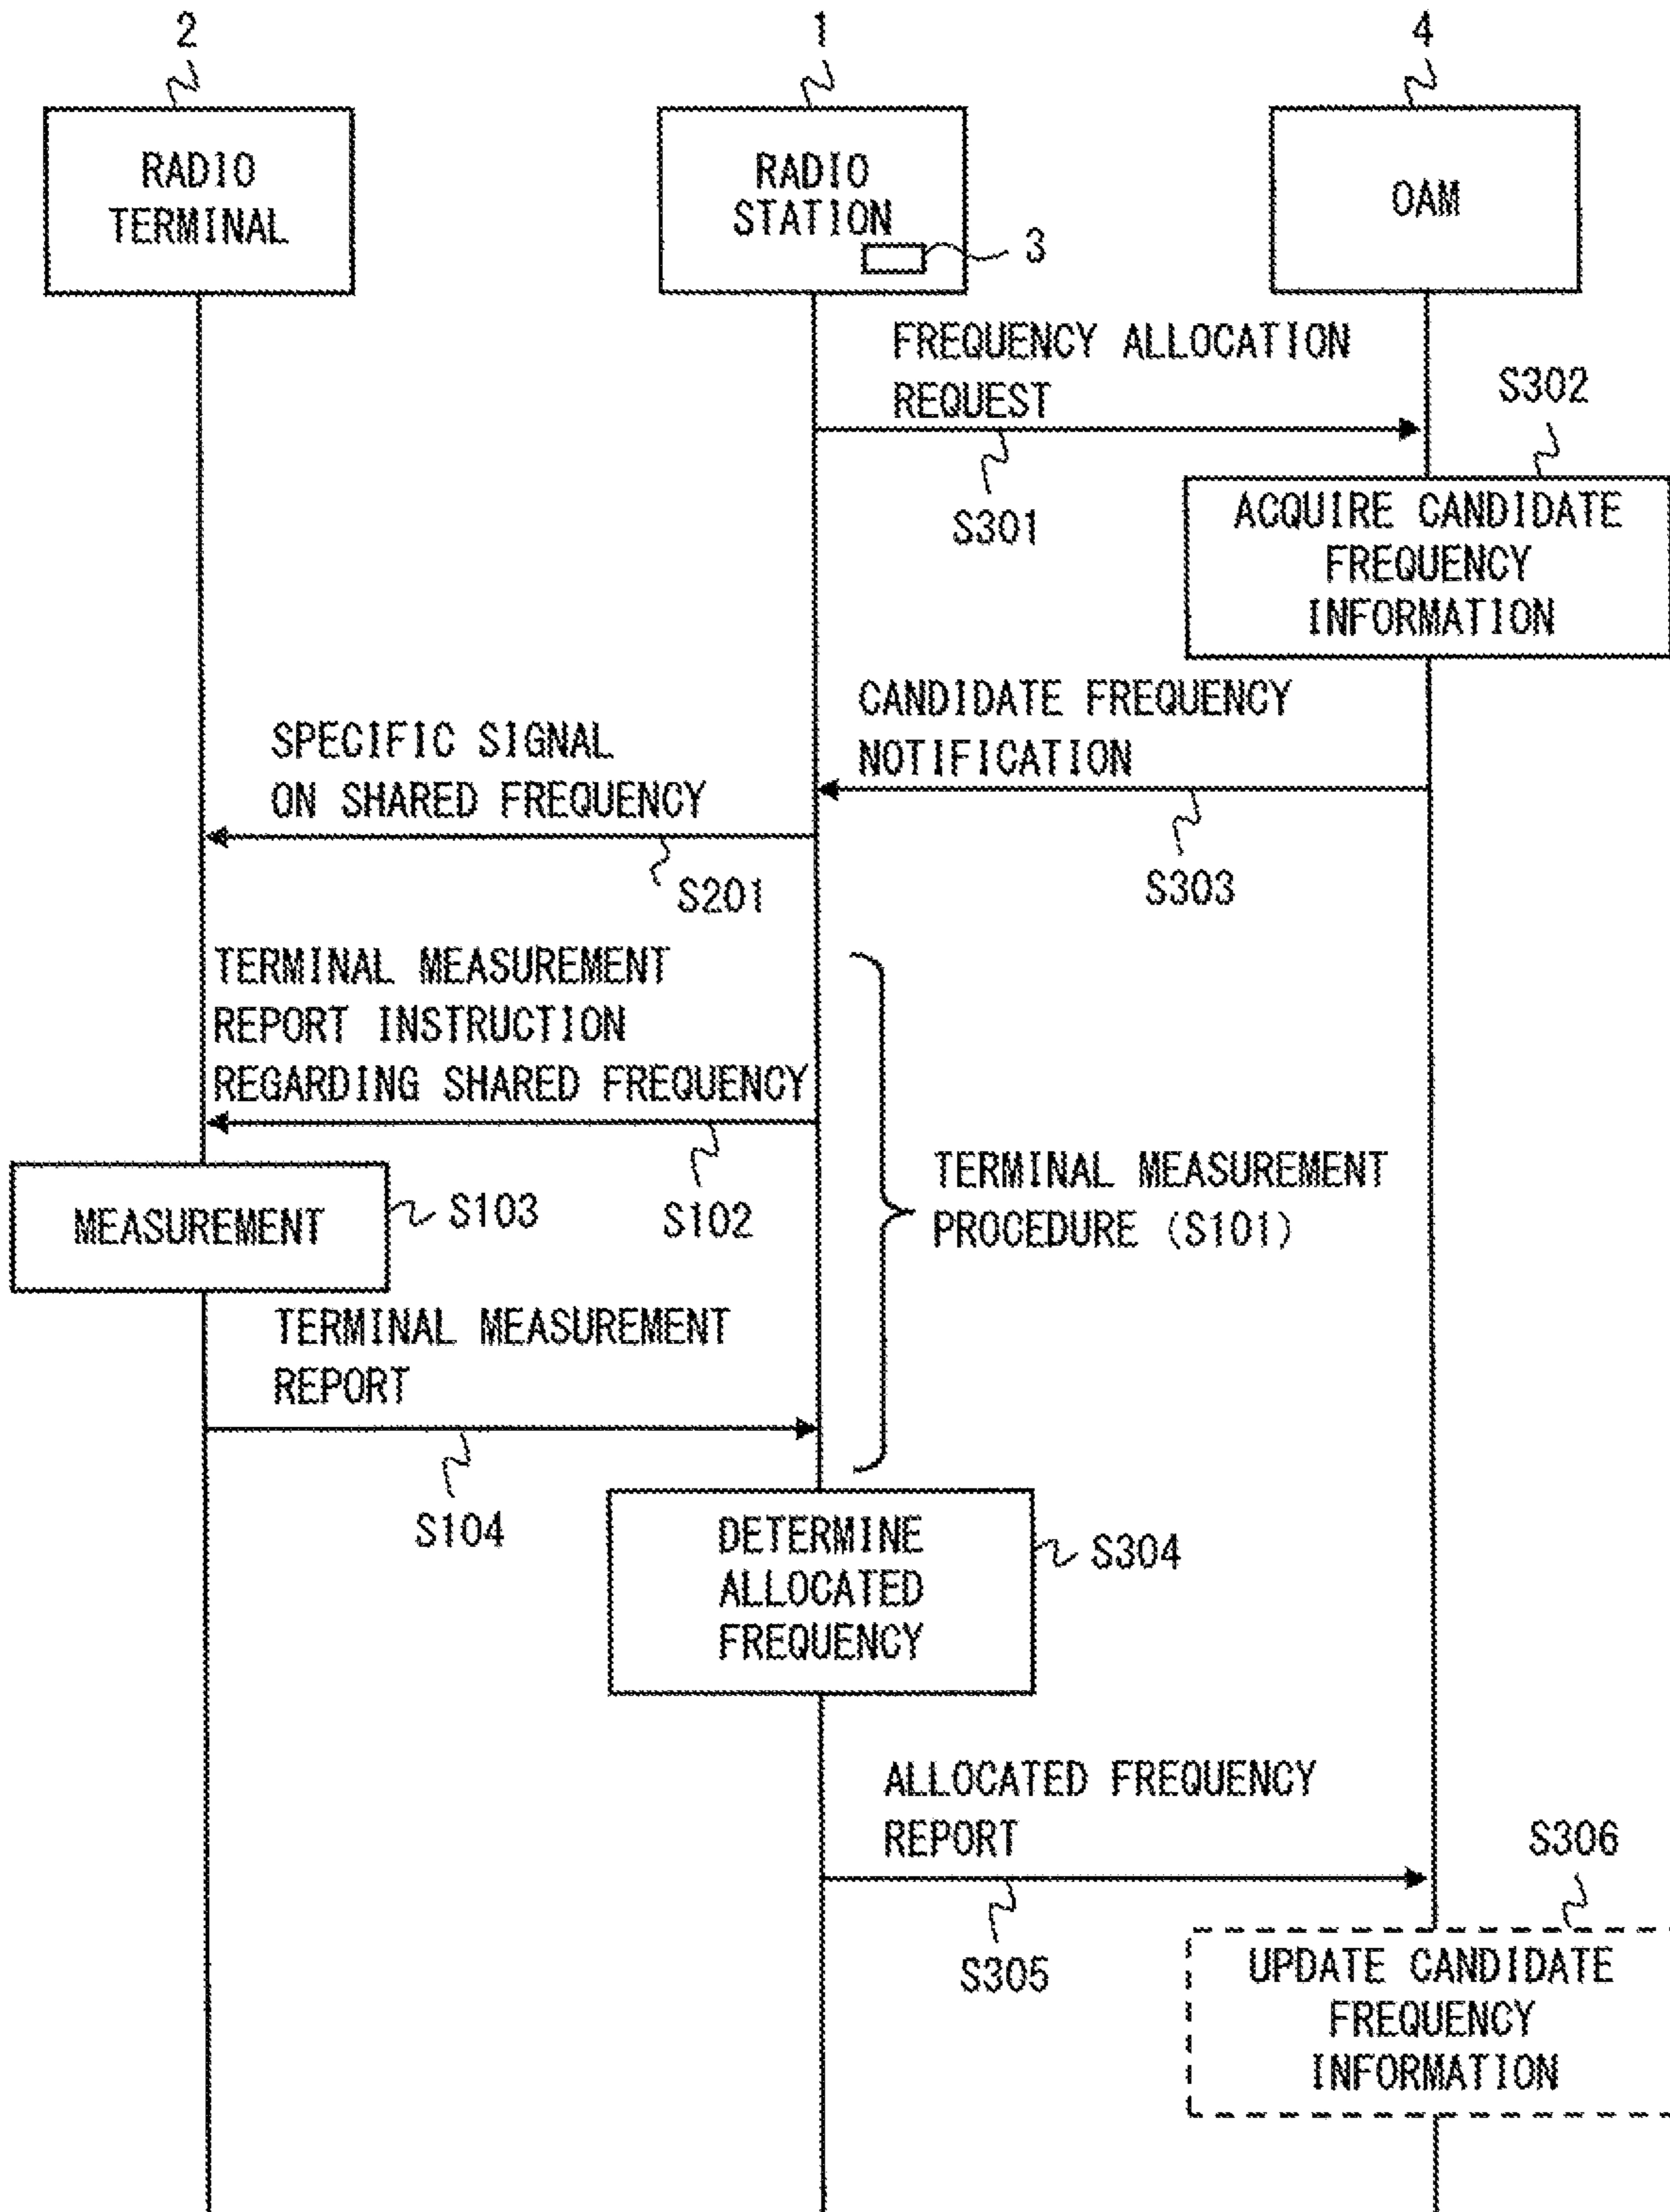 2
1
4
RADIO
TERMINAL
RADIO
STATION
3
OAM
FREQUENCY ALLOCATION
REQUEST
S301
S302
ACQUIRE CANDIDATE
FREQUENCY
INFORMATION
CANDIDATE FREQUENCY
NOTIFICATION
S303
SPECIFIC SIGNAL
ON SHARED FREQUENCY
S201
TERMINAL MEASUREMENT
REPORT INSTRUCTION
REGARDING SHARED FREQUENCY
S102
TERMINAL MEASUREMENT
PROCEDURE (S101)
MEASUREMENT
S103
TERMINAL MEASUREMENT
REPORT
S104
DETERMINE
ALLOCATED
FREQUENCY
S304
ALLOCATED FREQUENCY
REPORT
S305
S306
UPDATE CANDIDATE
FREQUENCY
INFORMATION